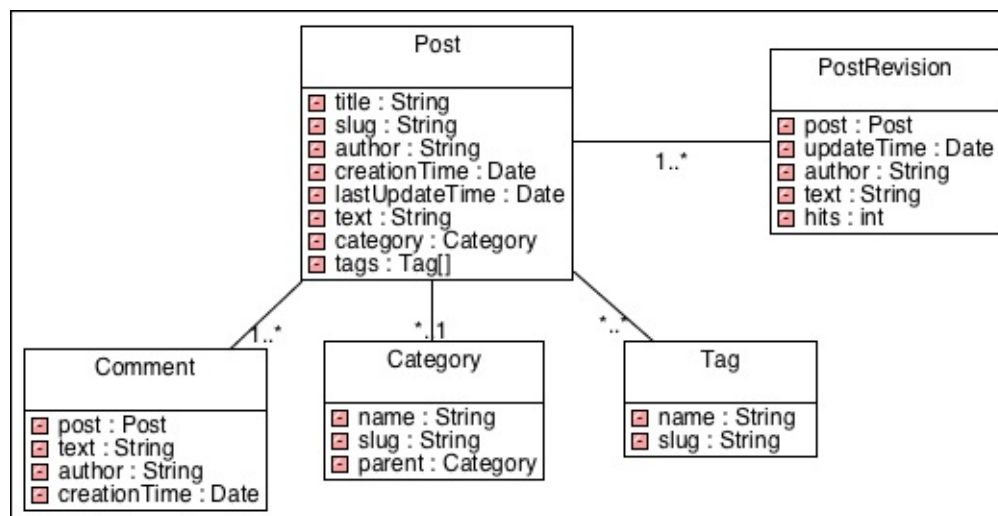 Post
- title : String
- slug : String
- author : String
- creationTime : Date
- lastUpdateTime : Date
- text : String
- category : Category
- tags : Tag[]
PostRevision
- post : Post
- updateTime : Date
- author : String
- text : String
- hits : int
1..*
1..*
*..1
*..*
Comment
- post : Post
- text : String
- author : String
- creationTime : Date
Category
- name : String
- slug : String
- parent : Category
Tag
- name : String
- slug : String